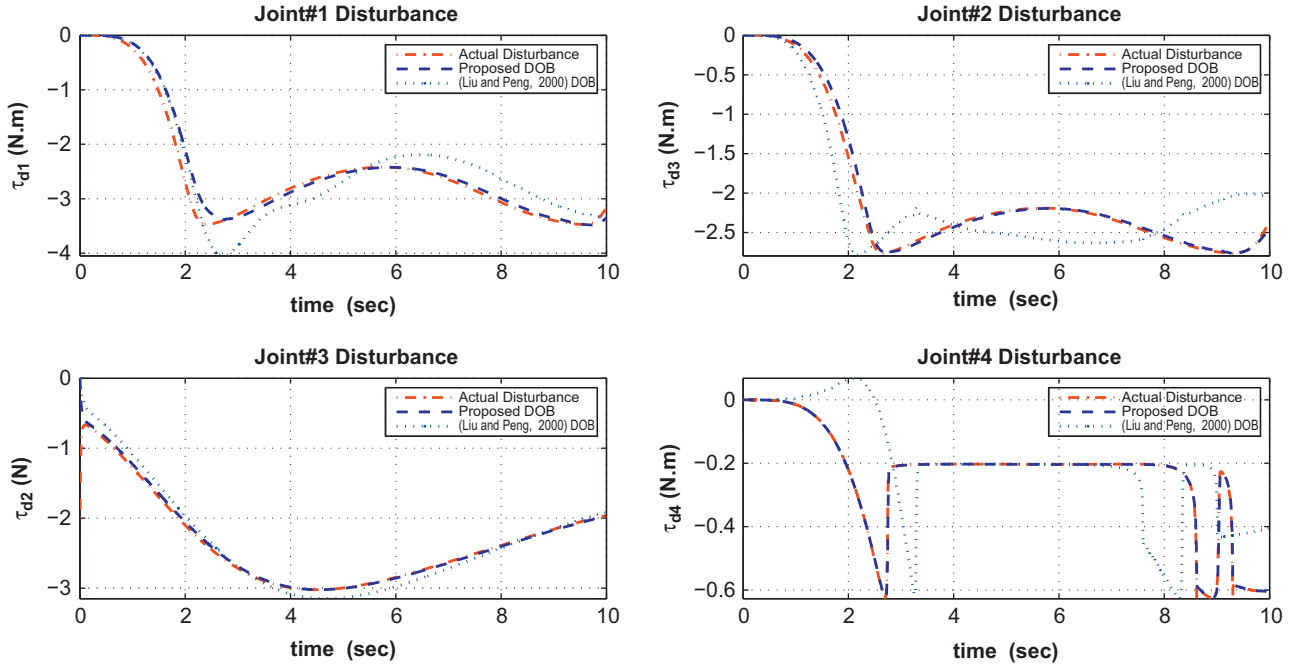 Joint#1 Disturbance
0
−1
−2
−3
−4
τd1 (N.m)
Actual Disturbance
Proposed DOB
(Liu and Peng, 2000) DOB
0 2 4 6 8 10
time (sec)
Joint#2 Disturbance
0
−0.5
−1
−1.5
−2
−2.5
τd3 (N.m)
Actual Disturbance
Proposed DOB
(Liu and Peng, 2000) DOB
0 2 4 6 8 10
time (sec)
Joint#3 Disturbance
0
−1
−2
−3
τd2 (N)
Actual Disturbance
Proposed DOB
(Liu and Peng, 2000) DOB
0 2 4 6 8 10
time (sec)
Joint#4 Disturbance
0
−0.2
−0.4
−0.6
τd4 (N.m)
Actual Disturbance
Proposed DOB
(Liu and Peng, 2000) DOB
0 2 4 6 8 10
time (sec)